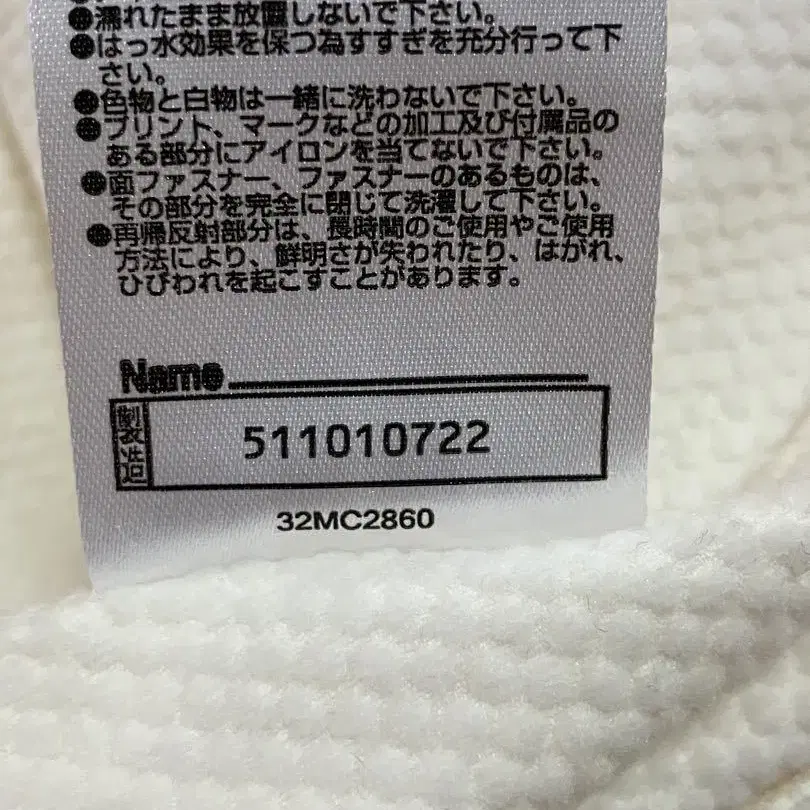 ●濡れたまま放置しないで下さい。
●はっ水効果を保つ為すすぎを充分行って下
さい。
●色物と白物は一緒に洗わないで下さい。
●プリント、マークなどの加工及び付属品の
ある部分にアイロンを当てないで下さい。
●面ファスナー、ファスナーのあるものは、
その部分を完全に閉じて洗濯して下さい。
●再帰反射部分は、長時間のご使用やご使用
方法により、鮮明さが失われたり、はがれ、
ひびわれを起こすことがあります。
Name
511010722
32MC2860